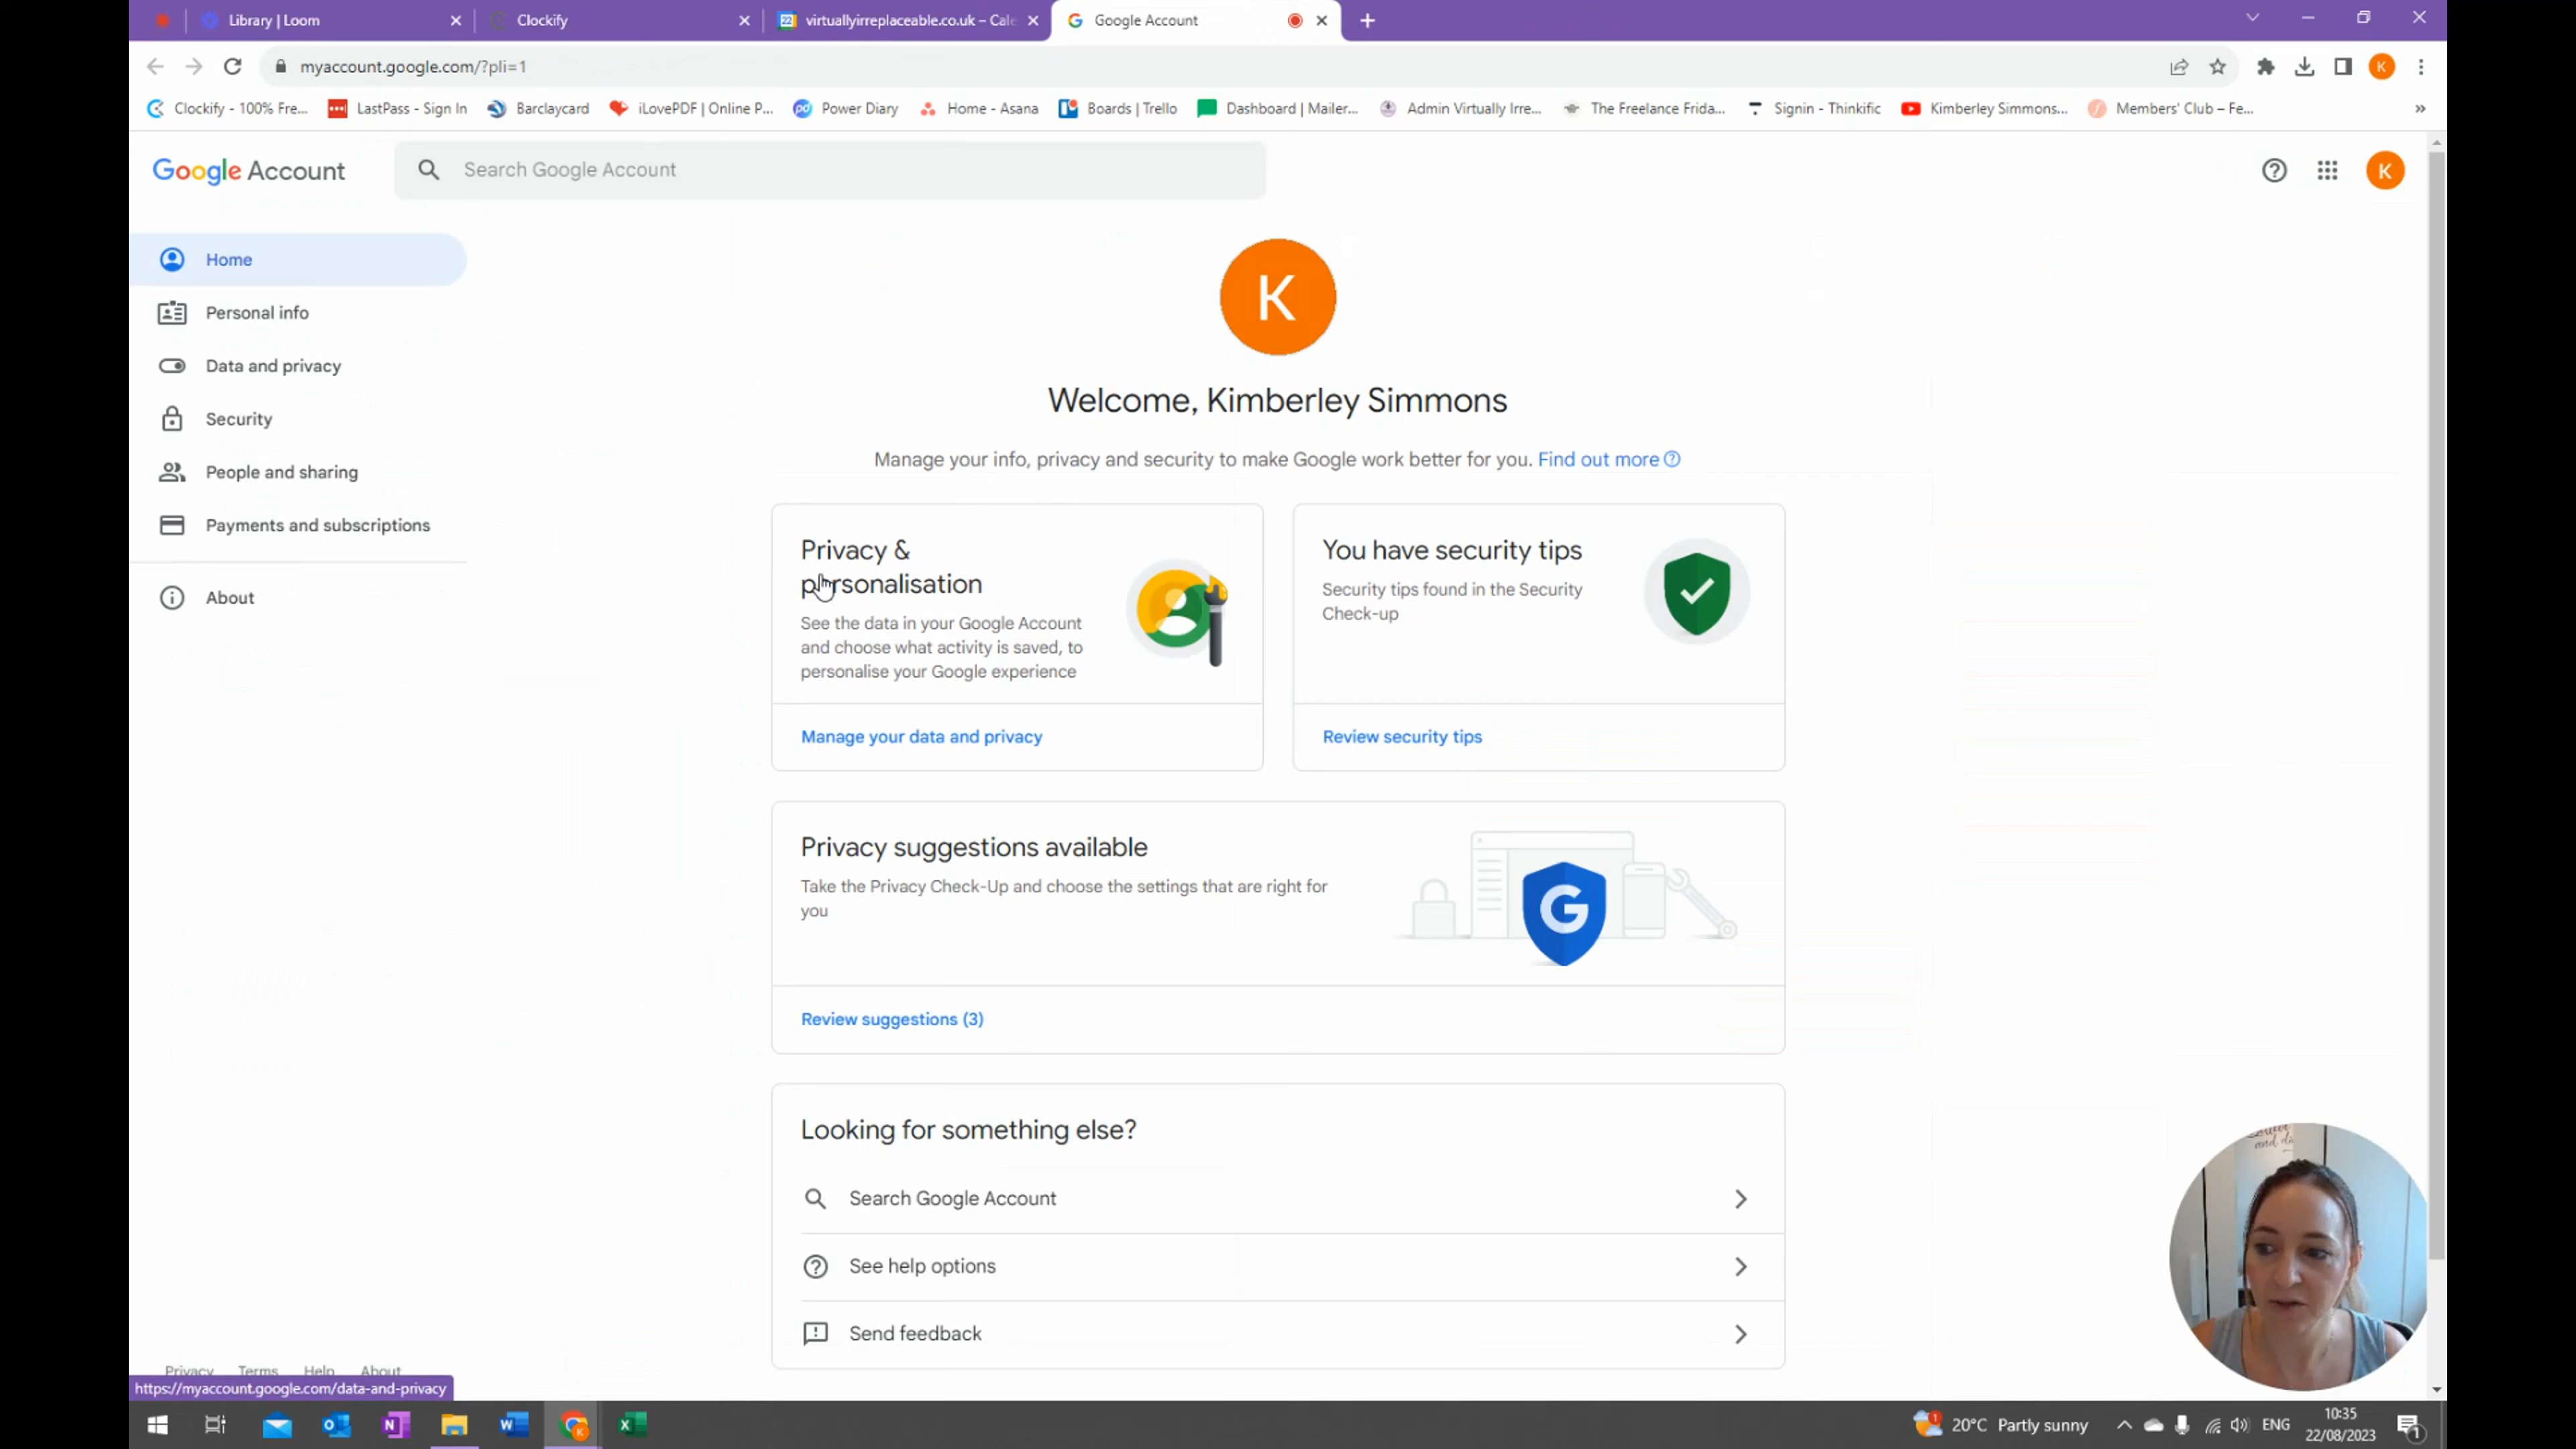 Library | Loom
Clockify
22
virtuallyirreplaceable.co.uk – Cale
Google Account
myaccount.google.com/?pli=1
K
Clockify - 100% Fre...
LastPass - Sign In
pd
Barclaycard
iLovePDF | Online P...
Power Diary
Home - Asana
Boards | Trello
Dashboard | Mailer...
Admin Virtually Irre...
The Freelance Frida...
Signin - Thinkific
Kimberley Simmons...
Members' Club – Fe...
»
Google Account
Search Google Account
K
Home
Personal info
Data and privacy
Security
People and sharing
Payments and subscriptions
About
K
Welcome, Kimberley Simmons
Manage your info, privacy and security to make Google work better for you. Find out more
Privacy &
personalisation
See the data in your Google Account
and choose what activity is saved, to
personalise your Google experience
Manage your data and privacy
You have security tips
Security tips found in the Security
Check-up
Review security tips
Privacy suggestions available
Take the Privacy Check-Up and choose the settings that are right for
you
G
Review suggestions (3)
Looking for something else?
Search Google Account
See help options
Send feedback
and di
Privacy Terms Help About
https://myaccount.google.com/data-and-privacy
20°C Partly sunny
ENG
10:35
22/08/2023
1